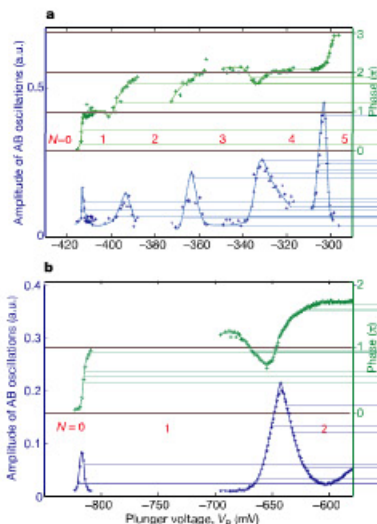 a
Amplitude of AB oscillations (a.u.)
0.5
0
N=0 1 2 3 4 5
3
2
1
0
Phase (π)
−420 −400 −380 −360 −340 −320 −300
b
Amplitude of AB oscillations (a.u.)
0.4
0.3
0.2
0.1
0
N = 0 1 2
2
1
0
Phase (π)
−800 −750 −700 −650 −600
Plunger voltage, Vp (mV)